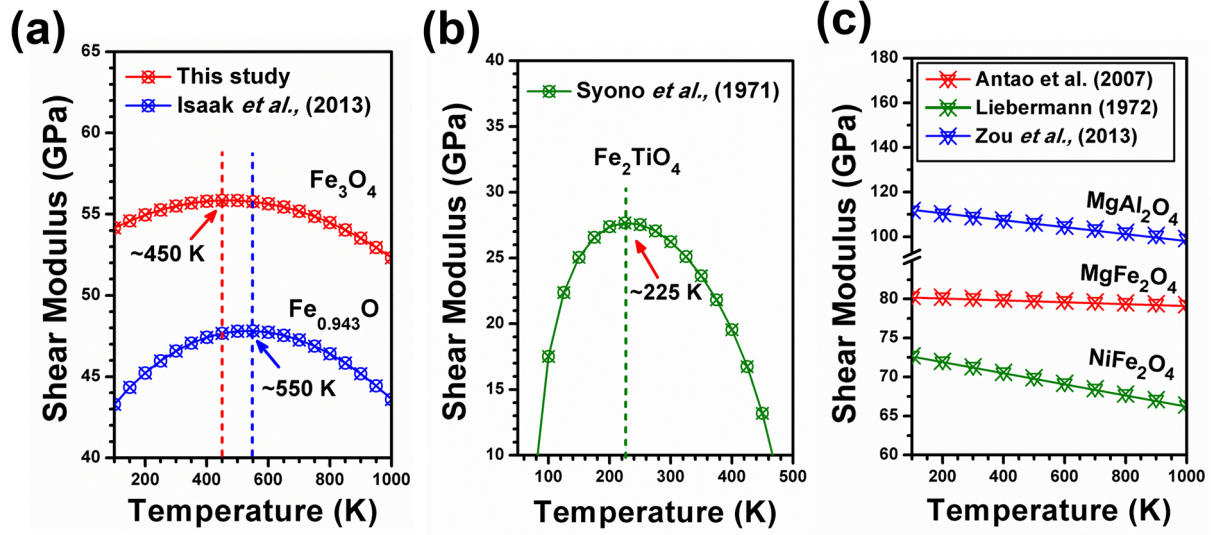 (a)
65
60
55
50
45
40
Shear Modulus (GPa)
This study
Isaak et al., (2013)
Fe3O4
~450 K
Fe0.943O
~550 K
200 400 600 800 1000
Temperature (K)
(b)
40
35
30
25
20
15
10
Shear Modulus (GPa)
Syono et al., (1971)
Fe2TiO4
~225 K
100 200 300 400 500
Temperature (K)
(c)
180
160
140
120
100
80
75
70
65
60
Shear Modulus (GPa)
Antao et al. (2007)
Liebermann (1972)
Zou et al., (2013)
MgAl2O4
MgFe2O4
NiFe2O4
200 400 600 800 1000
Temperature (K)